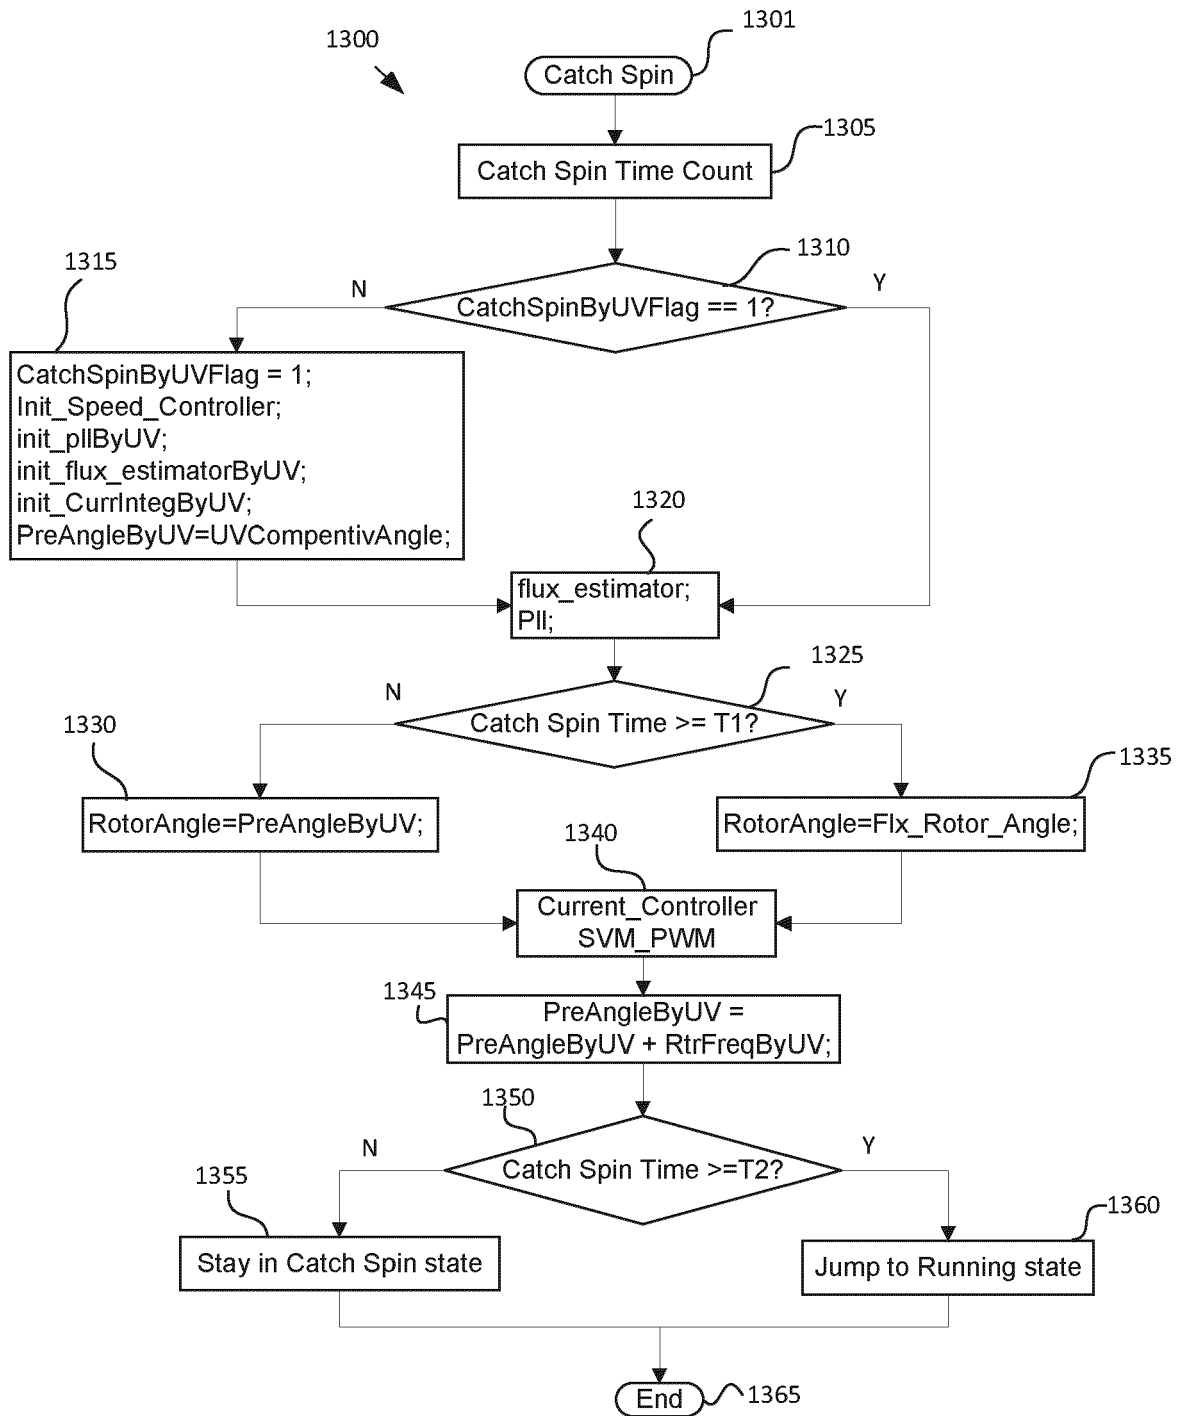 1300
1301
Catch Spin
1305
Catch Spin Time Count
1310
1315
N
Y
CatchSpinByUVFlag == 1?
CatchSpinByUVFlag = 1;
Init_Speed_Controller;
init_pllByUV;
init_flux_estimatorByUV;
init_CurrIntegByUV;
PreAngleByUV=UVCompentivAngle;
1320
flux_estimator;
Pll;
1325
N
Y
Catch Spin Time >= T1?
1330
1335
RotorAngle=PreAngleByUV;
RotorAngle=Flx_Rotor_Angle;
1340
Current_Controller
SVM_PWM
1345
PreAngleByUV =
PreAngleByUV + RtrFreqByUV;
1350
N
Y
Catch Spin Time >=T2?
1355
1360
Stay in Catch Spin state
Jump to Running state
End
1365